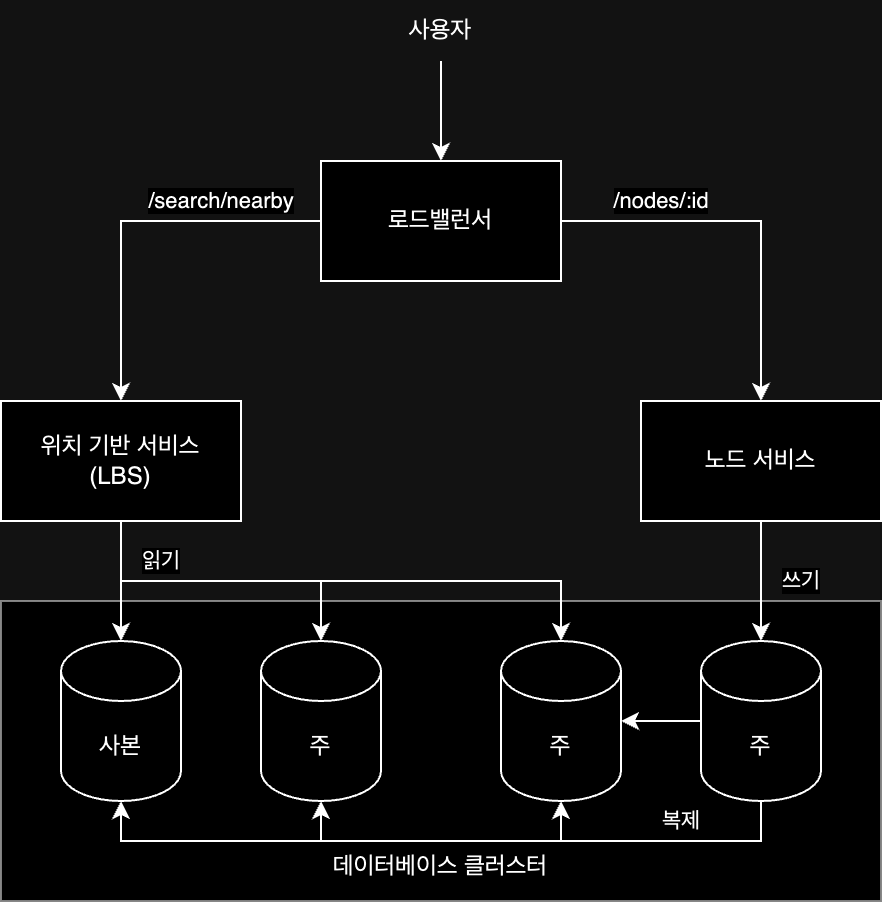 사용자
/search/nearby
/nodes/:id
로드밸런서
위치 기반 서비스
(LBS)
노드 서비스
읽기
쓰기
사본
주
주
주
복제
데이터베이스 클러스터